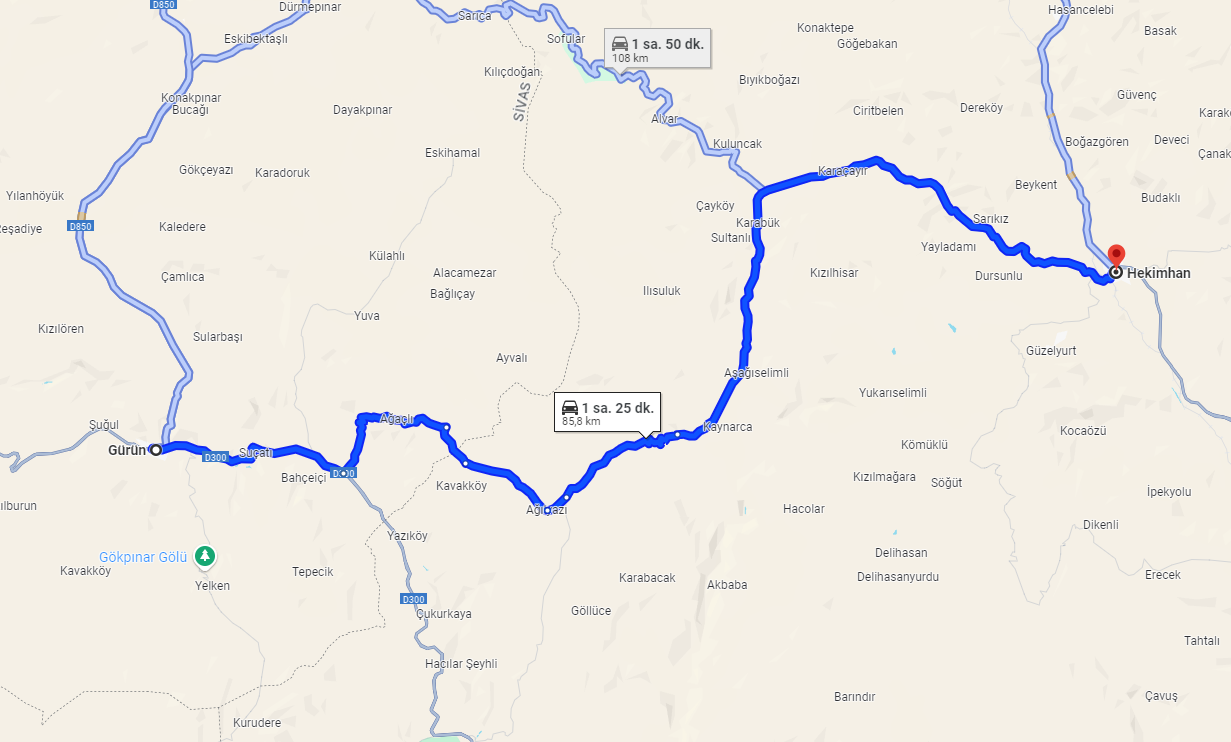 D850
Dürmepınar
Sarıca
Hasançelebi
Eskibektaşlı
Sofular
1 sa. 50 dk.
108 km
Konaktepe
Göğebakan
Basak
Kılıçdoğan
SİVAS
Bıyıkboğazı
Konakpınar
Bucağı
Dayakpınar
Alvar
Ciritbelen
Dereköy
Güvenç
Karak
Eskihamal
Kuluncak
Boğazgören
Deveci
Çanak
Gökçeyazı
Karadoruk
Karaçayır
Beykent
Yılanhöyük
Budaklı
Çayköy
Karabük
Sultanlı
Sarıkız
eşadiye
D850
Kaledere
Yayladamı
Külahlı
Alacamezar
Bağlıçay
Kızılhisar
Dursunlu
Hekimhan
Çamlıca
Ilısuluk
Yuva
Kızılören
Sularbaşı
Ayvalı
Güzelyurt
Aşağıselimli
Yukarıselimli
1 sa. 25 dk.
85,8 km
Şuğul
Ağaçlı
Kaynarca
Kocaözü
Gürün
D300
Suçatı
Kömüklü
Bahçeiçi
D300
Kavakköy
Kızılmağara
Söğüt
İpekyolu
ılburun
Hacolar
Dikenli
Yazıköy
Gökpınar Gölü
Delihasan
Kavakköy
Yelken
Tepecik
Karabacak
Akbaba
Delihasanyurdu
Erecek
D300
Çukurkaya
Göllüce
Tahtalı
Hacılar Şeyhli
Barındır
Çavuş
Kurudere